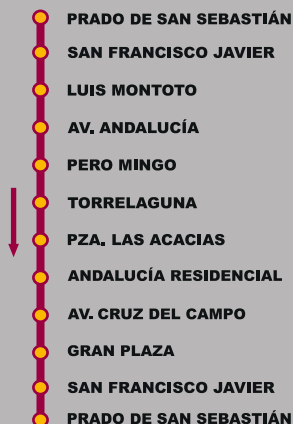 PRADO DE SAN SEBASTIÁN
SAN FRANCISCO JAVIER
LUIS MONTOTO
AV. ANDALUCÍA
PERO MINGO
TORRELAGUNA
PZA. LAS ACACIAS
ANDALUCÍA RESIDENCIAL
AV. CRUZ DEL CAMPO
GRAN PLAZA
SAN FRANCISCO JAVIER
PRADO DE SAN SEBASTIÁN